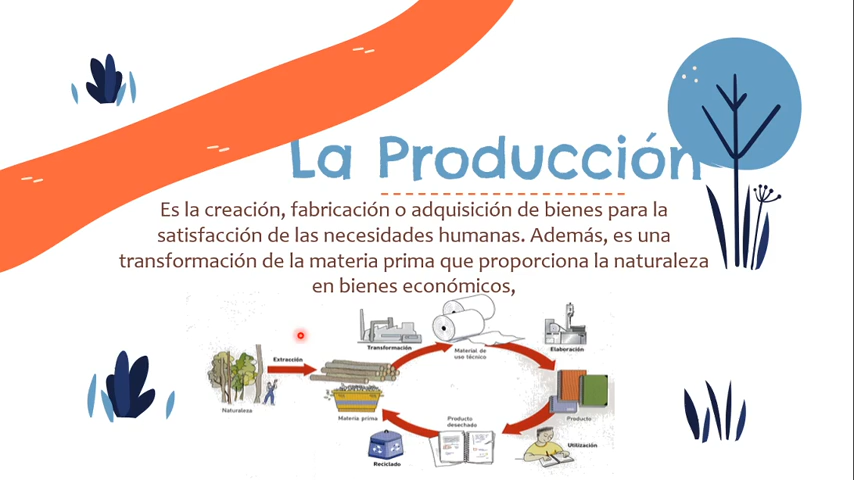 La Producción
Es la creación, fabricación o adquisición de bienes para la
satisfacción de las necesidades humanas. Además, es una
transformación de la materia prima que proporciona la naturaleza
en bienes económicos,
Transformación
Material de
uso técnico
Elaboración
Extracción
Naturaleza
Materia prima
Producto
desechado
Producto
Utilización
Reciclado